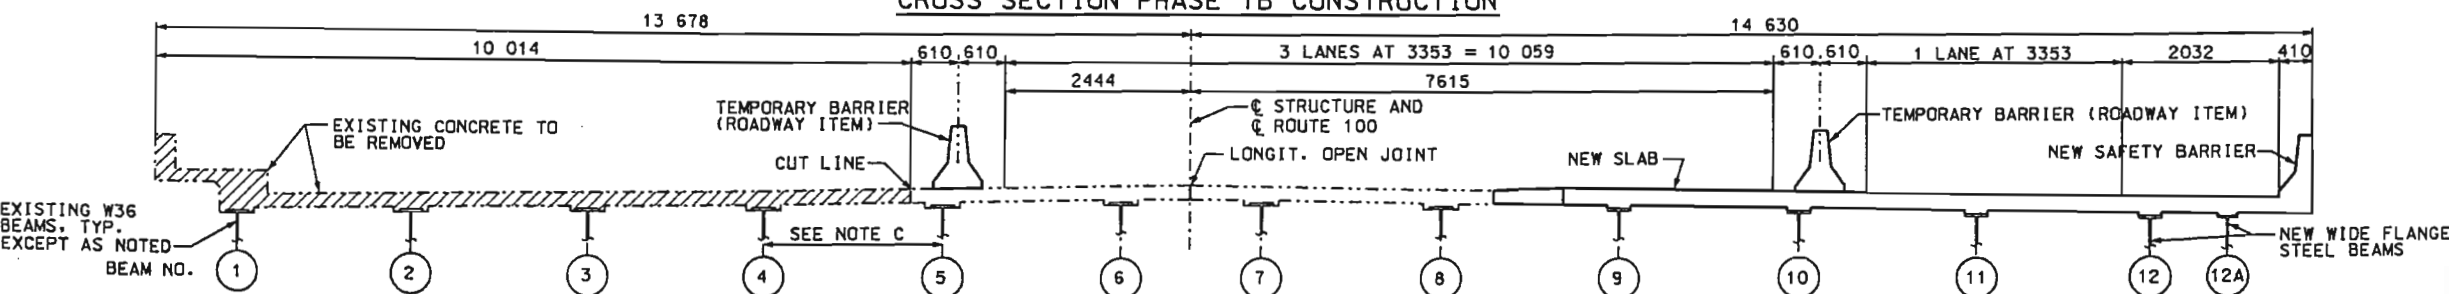 CROSS SECTION PHASE 1B CONSTRUCTION
13 678
14 630
10 014
610 610
3 LANES AT 3353 = 10 059
610 610
1 LANE AT 3353
2032
410
2444
7615
TEMPORARY BARRIER
(ROADWAY ITEM)
℄ STRUCTURE AND
℄ ROUTE 100
TEMPORARY BARRIER (ROADWAY ITEM)
EXISTING CONCRETE TO
BE REMOVED
CUT LINE
LONGIT. OPEN JOINT
NEW SLAB
NEW SAFETY BARRIER
EXISTING W36
BEAMS, TYP.
EXCEPT AS NOTED
SEE NOTE C
NEW WIDE FLANGE
STEEL BEAMS
BEAM NO.
1
2
3
4
5
6
7
8
9
10
11
12
12A